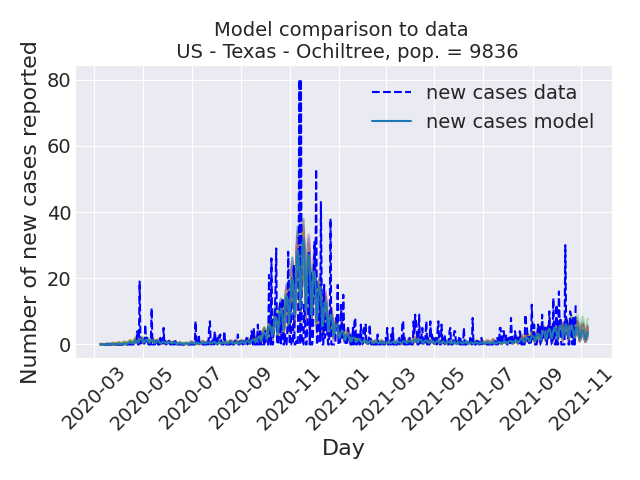 Model comparison to data
US - Texas - Ochiltree, pop. = 9836
new cases data
new cases model
Number of new cases reported
80
60
40
20
0
2020-03
2020-05
2020-07
2020-09
2020-11
2021-01
2021-03
2021-05
2021-07
2021-09
2021-11
Day